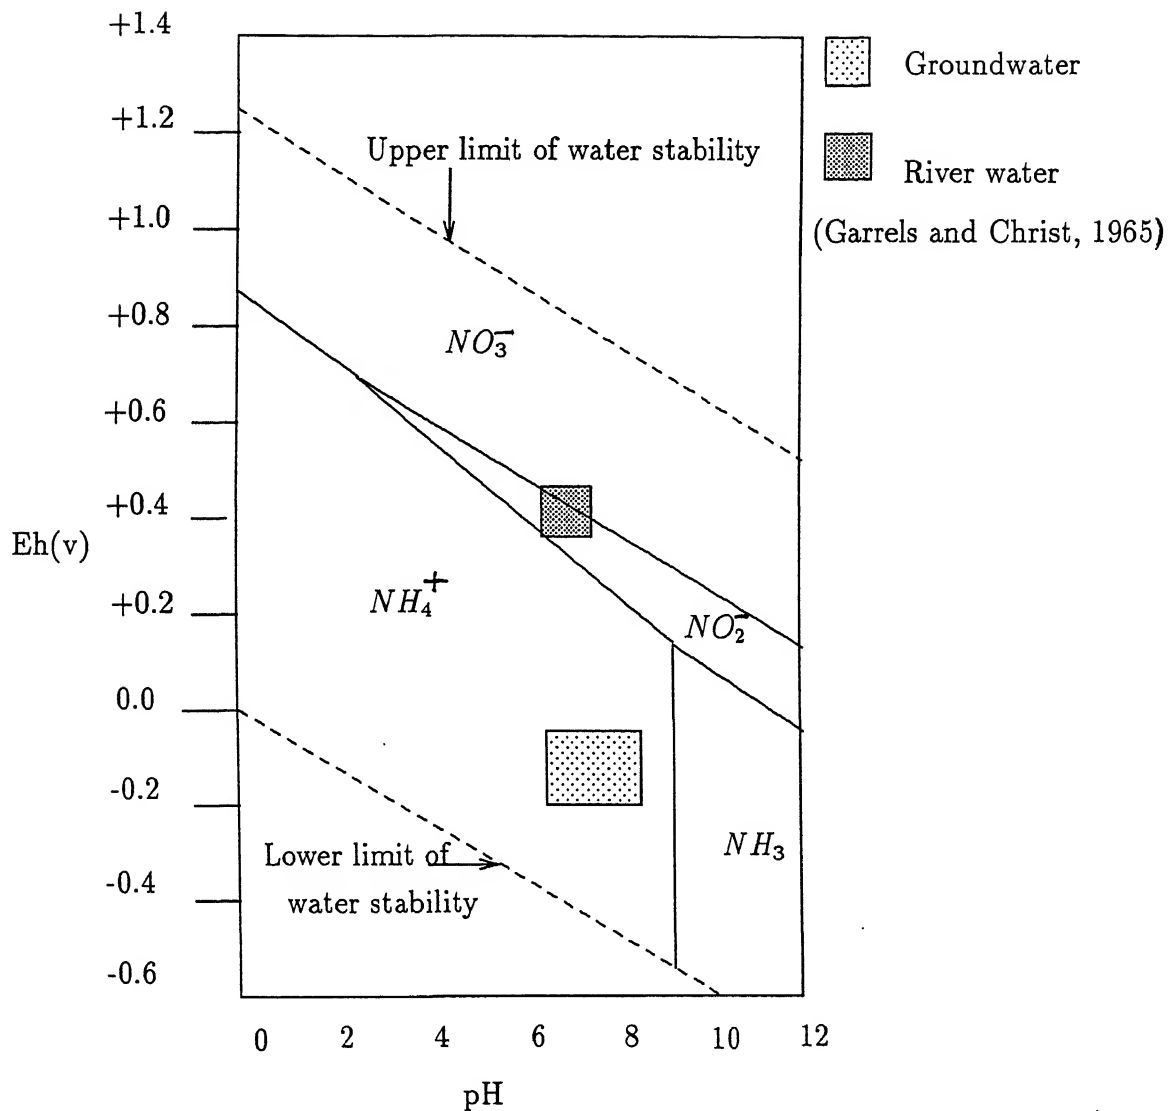 +1.4
+1.2
+1.0
+0.8
+0.6
+0.4
+0.2
0.0
-0.2
-0.4
-0.6
Eh(v)
Upper limit of water stability
NO₃⁻
NH₄⁺
NO₂⁻
NH₃
Lower limit of
water stability
0 2 4 6 8 10 12
pH
Groundwater
River water
(Garrels and Christ, 1965)